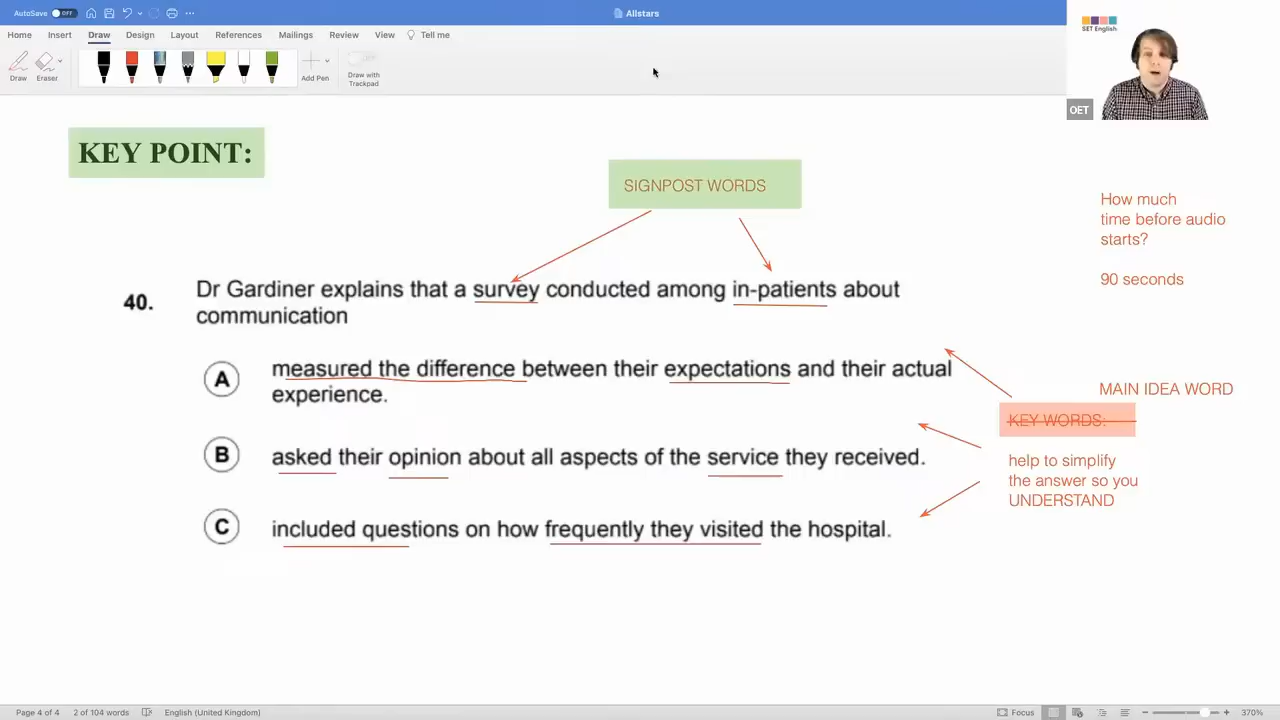 AutoSave OFF
Allstars
Home Insert Draw Design Layout References Mailings Review View Tell me
Draw Eraser Add Pen Draw with
Trackpad
SET English
OET
KEY POINT:
SIGNPOST WORDS
How much
time before audio
starts?
90 seconds
40. Dr Gardiner explains that a survey conducted among in-patients about
communication
A measured the difference between their expectations and their actual
experience.
MAIN IDEA WORD
KEY WORDS:
B asked their opinion about all aspects of the service they received.
help to simplify
the answer so you
UNDERSTAND
C included questions on how frequently they visited the hospital.
Page 4 of 4 2 of 104 words English (United Kingdom) Focus 370%